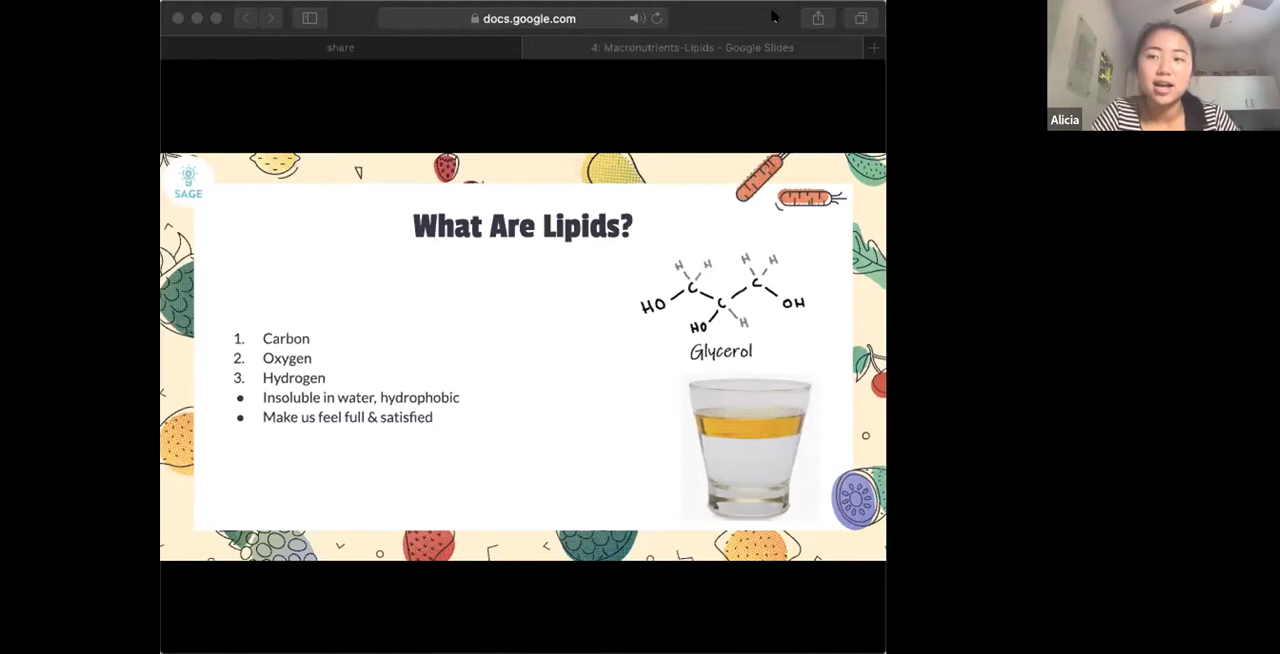 docs.google.com
share
4: Macronutrients-Lipids - Google Slides
Alicia
SAGE
What Are Lipids?
H H H H
C C
HO C OH
HO H
Glycerol
1. Carbon
2. Oxygen
3. Hydrogen
● Insoluble in water, hydrophobic
● Make us feel full & satisfied